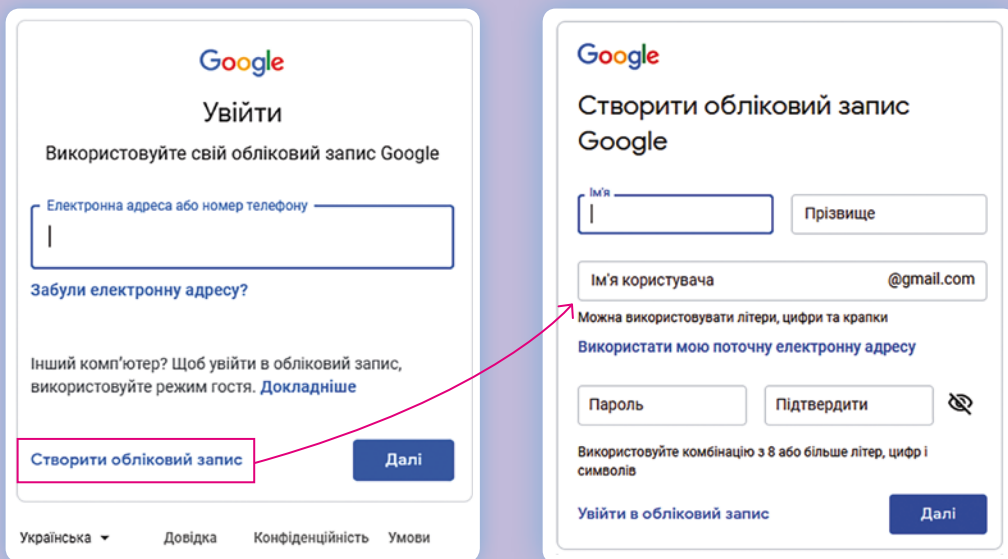 Google
Увійти
Використовуйте свій обліковий запис Google
Електронна адреса або номер телефону
Забули електронну адресу?
Інший комп'ютер? Щоб увійти в обліковий запис,
використовуйте режим гостя. Докладніше
Створити обліковий запис
Далі
Українська
Довідка
Конфіденційність
Умови
Google
Створити обліковий запис
Google
Ім'я
Прізвище
Ім'я користувача
@gmail.com
Можна використовувати літери, цифри та крапки
Використати мою поточну електронну адресу
Пароль
Підтвердити
Використовуйте комбінацію з 8 або більше літер, цифр і
символів
Увійти в обліковий запис
Далі